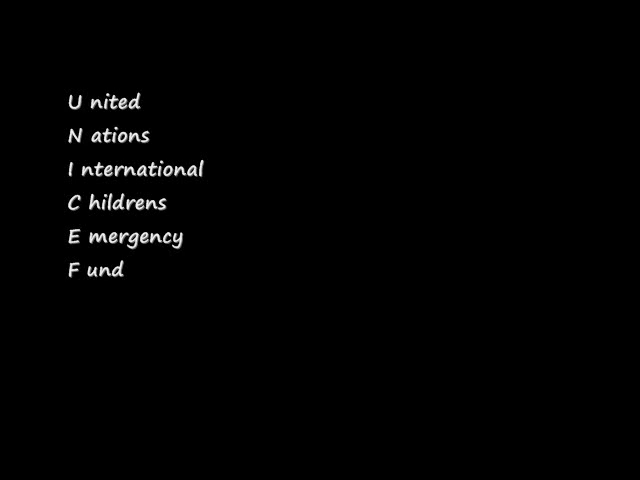 U nited
N ations
I nternational
C hildrens
E mergency
F und